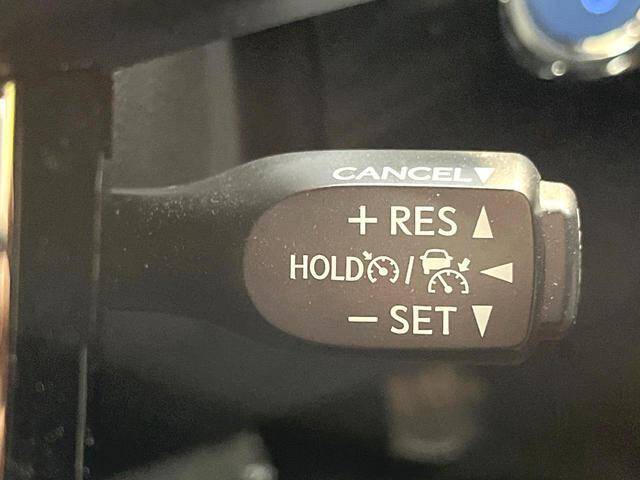 CANCEL▼
+ RES ▲
HOLD / ◀
− SET ▼